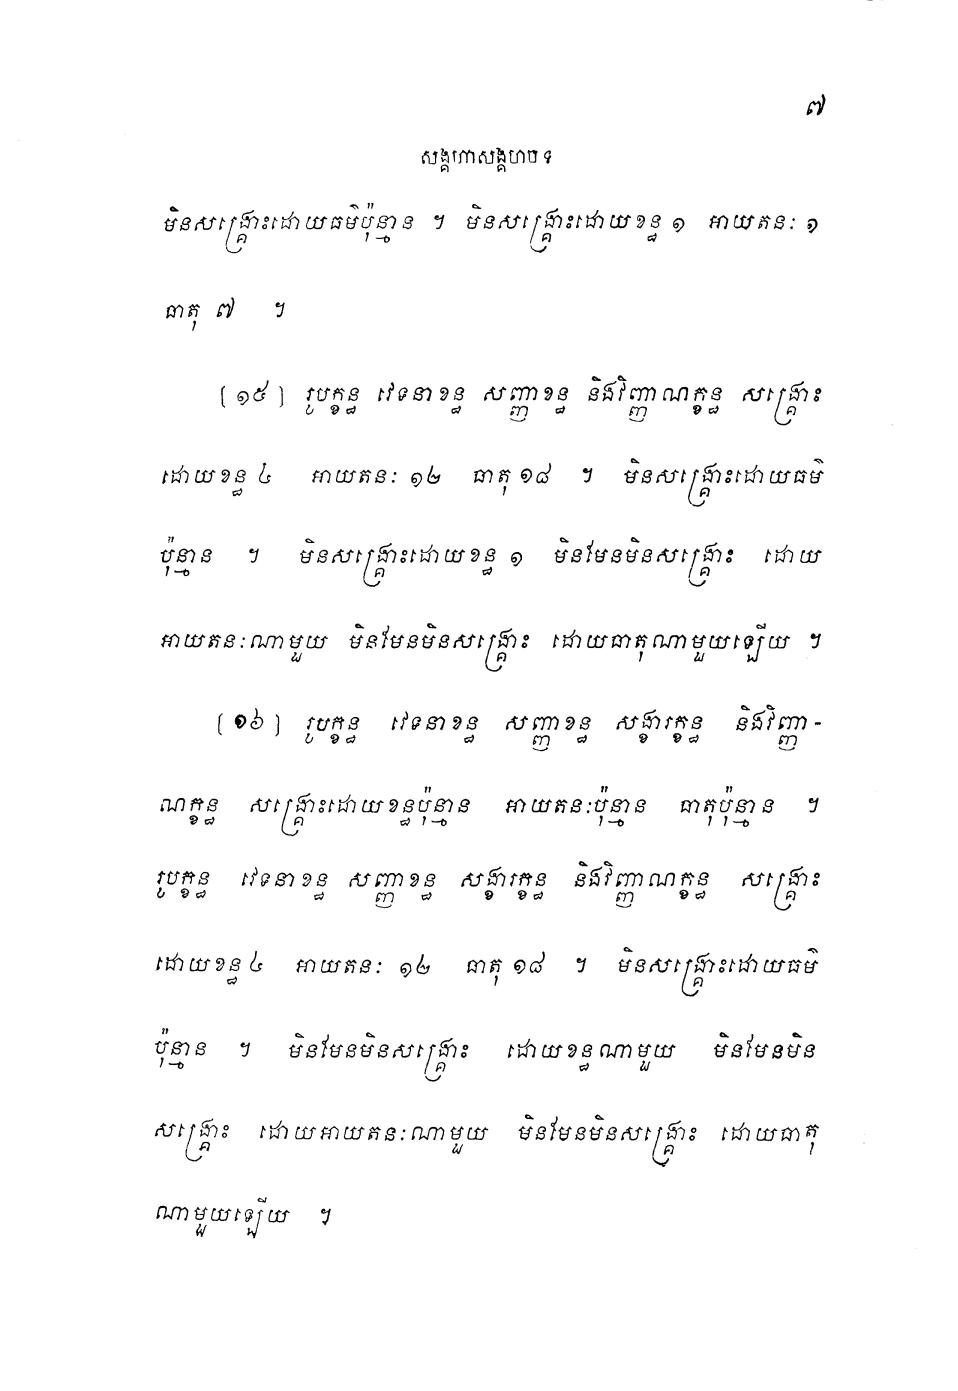 ៧
សង្គហាសង្គហបទ
មិនសង្គ្រោះដោយធម៌ប៉ុន្មាន ។ មិនសង្គ្រោះដោយខន្ធ ១ អាយតនៈ ១
ធាតុ ៧ ។
(១៥) រូបក្ខន្ធ វេទនាខន្ធ សញ្ញាខន្ធ និងវិញ្ញាណក្ខន្ធ សង្គ្រោះ
ដោយខន្ធ ៤ អាយតនៈ ១២ ធាតុ ១៨ ។ មិនសង្គ្រោះដោយធម៌
ប៉ុន្មាន ។ មិនសង្គ្រោះដោយខន្ធ ១ មិនមែនមិនសង្គ្រោះ ដោយ
អាយតនៈណាមួយ មិនមែនមិនសង្គ្រោះ ដោយធាតុណាមួយឡើយ ។
(១៦) រូបក្ខន្ធ វេទនាខន្ធ សញ្ញាខន្ធ សង្ខារក្ខន្ធ និងវិញ្ញា-
ណក្ខន្ធ សង្គ្រោះដោយខន្ធប៉ុន្មាន អាយតនៈប៉ុន្មាន ធាតុប៉ុន្មាន ។
រូបក្ខន្ធ វេទនាខន្ធ សញ្ញាខន្ធ សង្ខារក្ខន្ធ និងវិញ្ញាណក្ខន្ធ សង្គ្រោះ
ដោយខន្ធ ៤ អាយតនៈ ១២ ធាតុ ១៨ ។ មិនសង្គ្រោះដោយធម៌
ប៉ុន្មាន ។ មិនមែនមិនសង្គ្រោះ ដោយខន្ធណាមួយ មិនមែនមិន
សង្គ្រោះ ដោយអាយតនៈណាមួយ មិនមែនមិនសង្គ្រោះ ដោយធាតុ
ណាមួយឡើយ ។